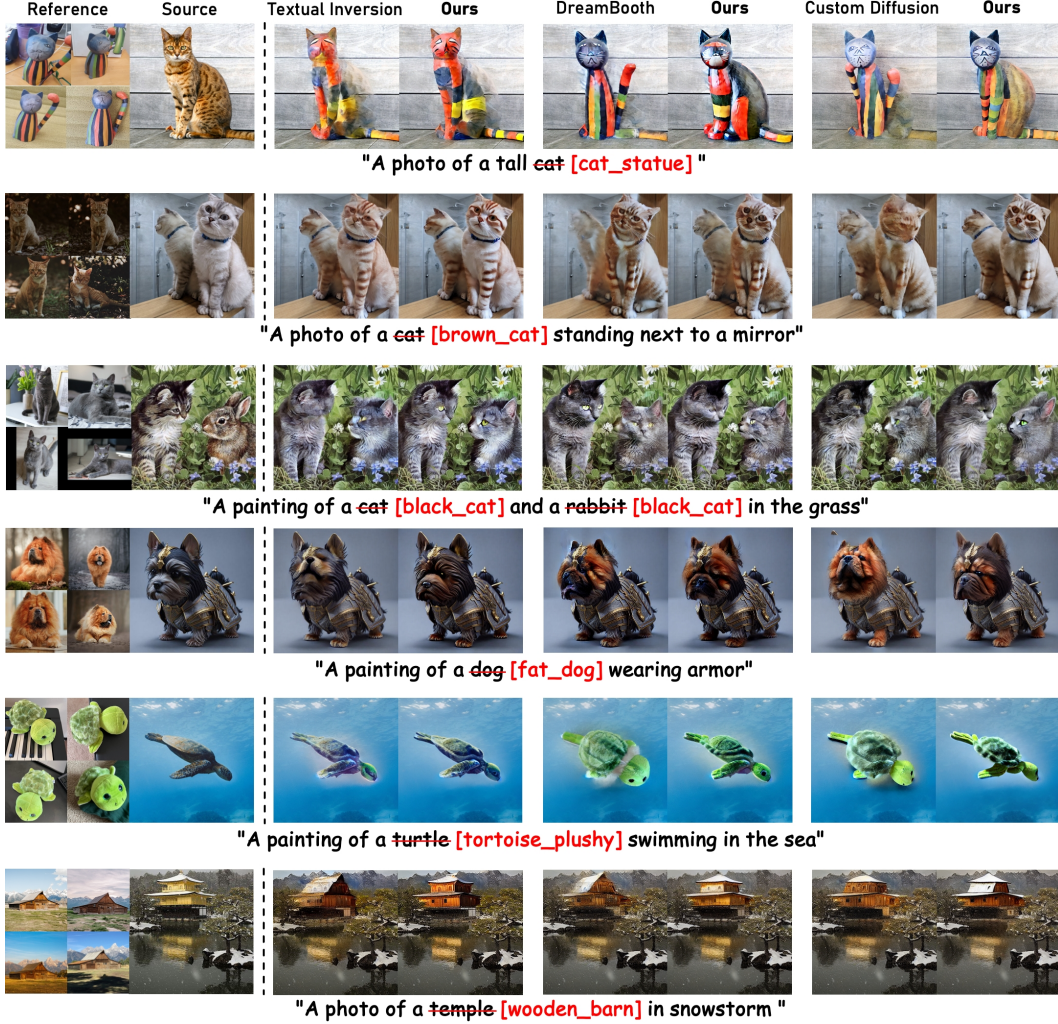 Reference Source Textual Inversion Ours DreamBooth Ours Custom Diffusion Ours
"A photo of a tall cat [cat_statue] "
"A photo of a cat [brown_cat] standing next to a mirror"
"A painting of a cat [black_cat] and a rabbit [black_cat] in the grass"
"A painting of a dog [fat_dog] wearing armor"
"A painting of a turtle [tortoise_plushy] swimming in the sea"
"A photo of a temple [wooden_barn] in snowstorm "